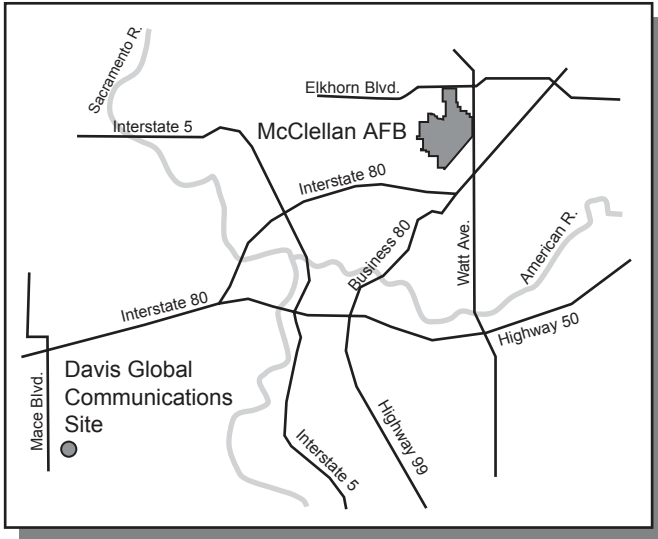 Sacramento R.
Elkhorn Blvd.
Interstate 5
McClellan AFB
Interstate 80
Business 80
Watt Ave.
American R.
Interstate 80
Highway 50
Davis Global
Communications
Site
Mace Blvd.
Highway 99
Interstate 5